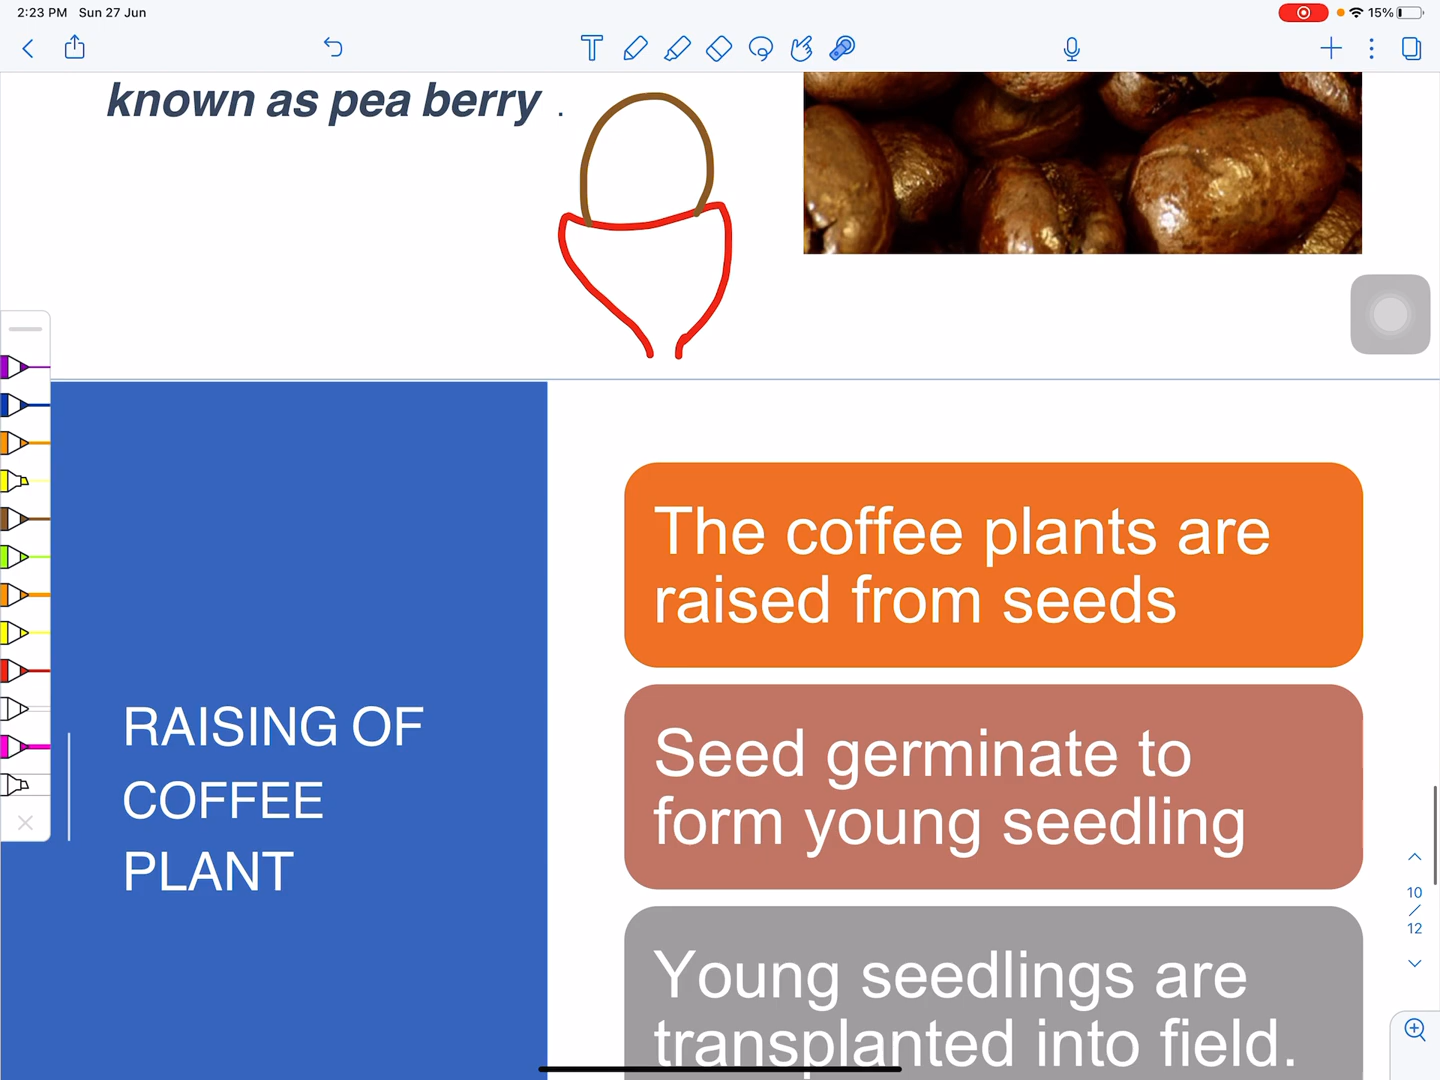 2:23 PM Sun 27 Jun
15%
known as pea berry .
The coffee plants are
raised from seeds
RAISING OF
COFFEE
PLANT
Seed germinate to
form young seedling
Young seedlings are
transplanted into field.
10
/
12